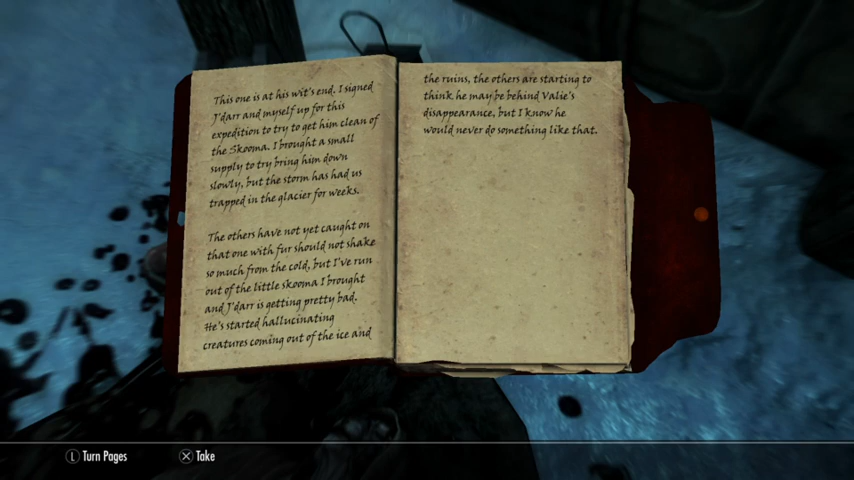 This one is at his wit's end. I signed
J'darr and myself up for this
expedition to try to get him clean of
the Skooma. I brought a small
supply to try bring him down
slowly, but the storm has had us
trapped in the glacier for weeks.
The others have not yet caught on
that one with fur should not shake
so much from the cold, but I've run
out of the little skooma I brought
and J'darr is getting pretty bad.
He's started hallucinating
creatures coming out of the ice and
the ruins, the others are starting to
think he may be behind Valie's
disappearance, but I know he
would never do something like that.
L Turn Pages
X Take